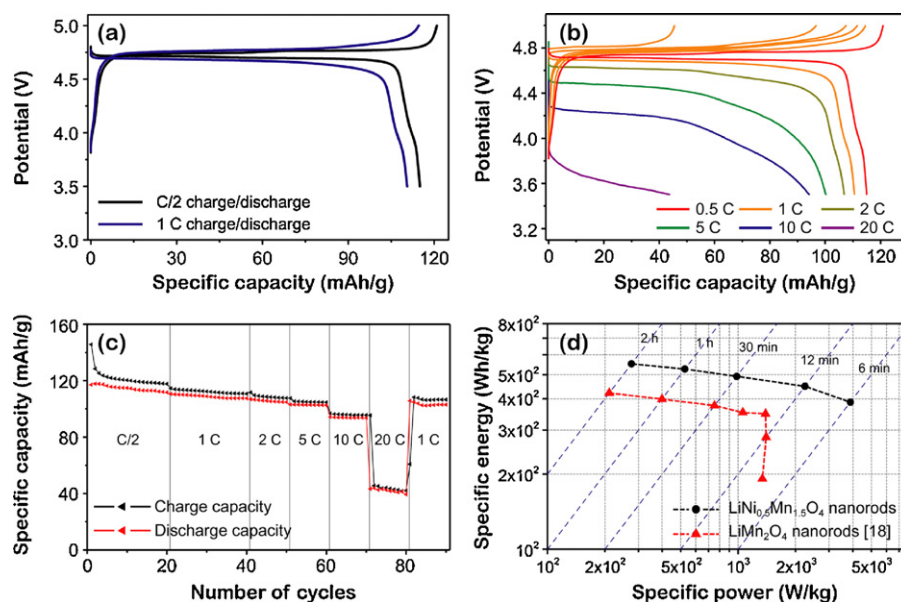 (a)
5.0
4.5
4.0
3.5
3.0
Potential (V)
C/2 charge/discharge
1 C charge/discharge
0 30 60 90 120
Specific capacity (mAh/g)
(b)
4.8
4.4
4.0
3.6
3.2
Potential (V)
0.5 C 1 C 2 C
5 C 10 C 20 C
0 20 40 60 80 100 120
Specific capacity (mAh/g)
(c)
160
120
80
40
0
Specific capacity (mAh/g)
C/2 1 C 2 C 5 C 10 C 20 C 1 C
Charge capacity
Discharge capacity
0 20 40 60 80
Number of cycles
(d)
8x10²
5x10²
4x10²
3x10²
2x10²
10²
Specific energy (Wh/kg)
2 h 1 h 30 min 12 min 6 min
LiNi₀.₅Mn₁.₅O₄ nanorods
LiMn₂O₄ nanorods [18]
10² 2x10² 5x10² 10³ 2x10³ 5x10³
Specific power (W/kg)